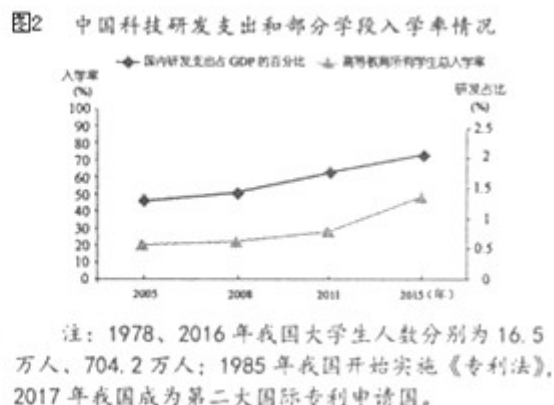 图2 中国科技研发支出和部分学段入学率情况
国内研发支出占 GDP 的百分比 高等教育所有学生总入学率
入学率
(%)
研发占比
(%)
100
90
80
70
60
50
40
30
20
10
0
2.5
2
1.5
1
0.5
0
2005 2008 2011 2015(年)
注：1978、2016年我国大学生人数分别为16.5
万人、704.2万人；1985年我国开始实施《专利法》，
2017年我国成为第二大国际专利申请国。